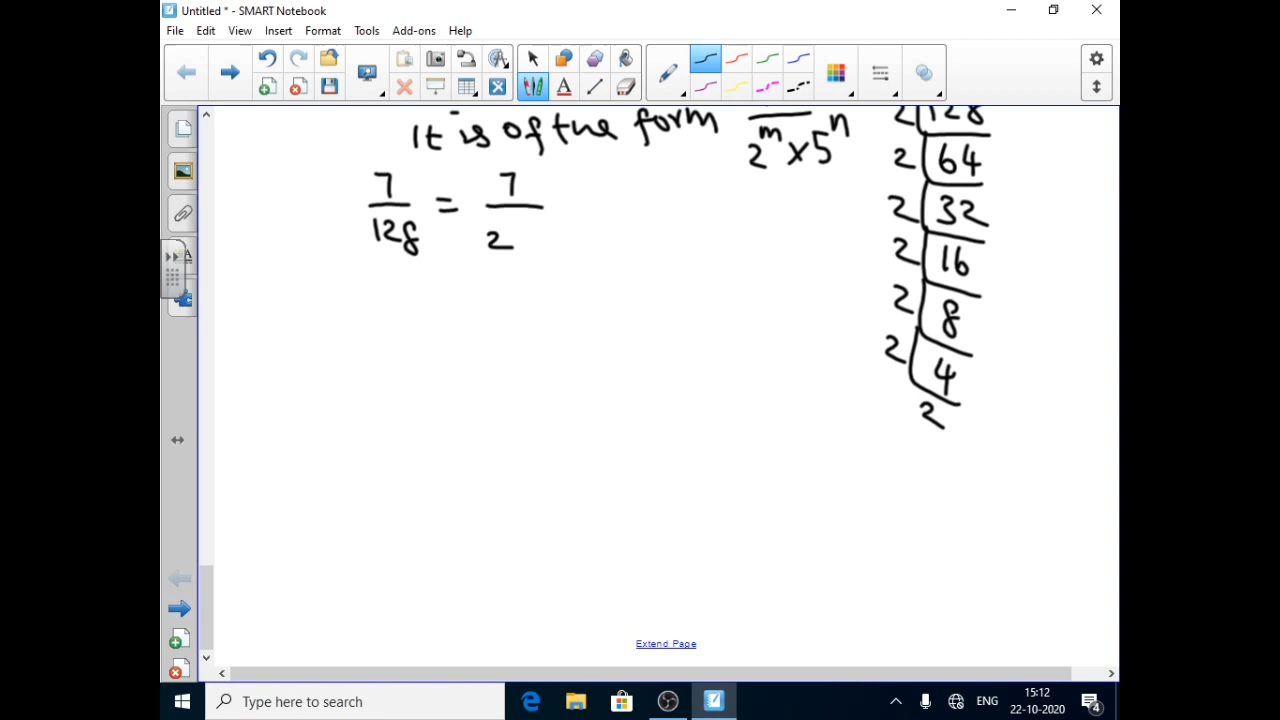 Untitled * - SMART Notebook
File Edit View Insert Format Tools Add-ons Help
It is of the form
2^m × 5^n
7/128 = 7/2
2 | 128
2 | 64
2 | 32
2 | 16
2 | 8
2 | 4
2
Extend Page
Type here to search
ENG
15:12
22-10-2020
4